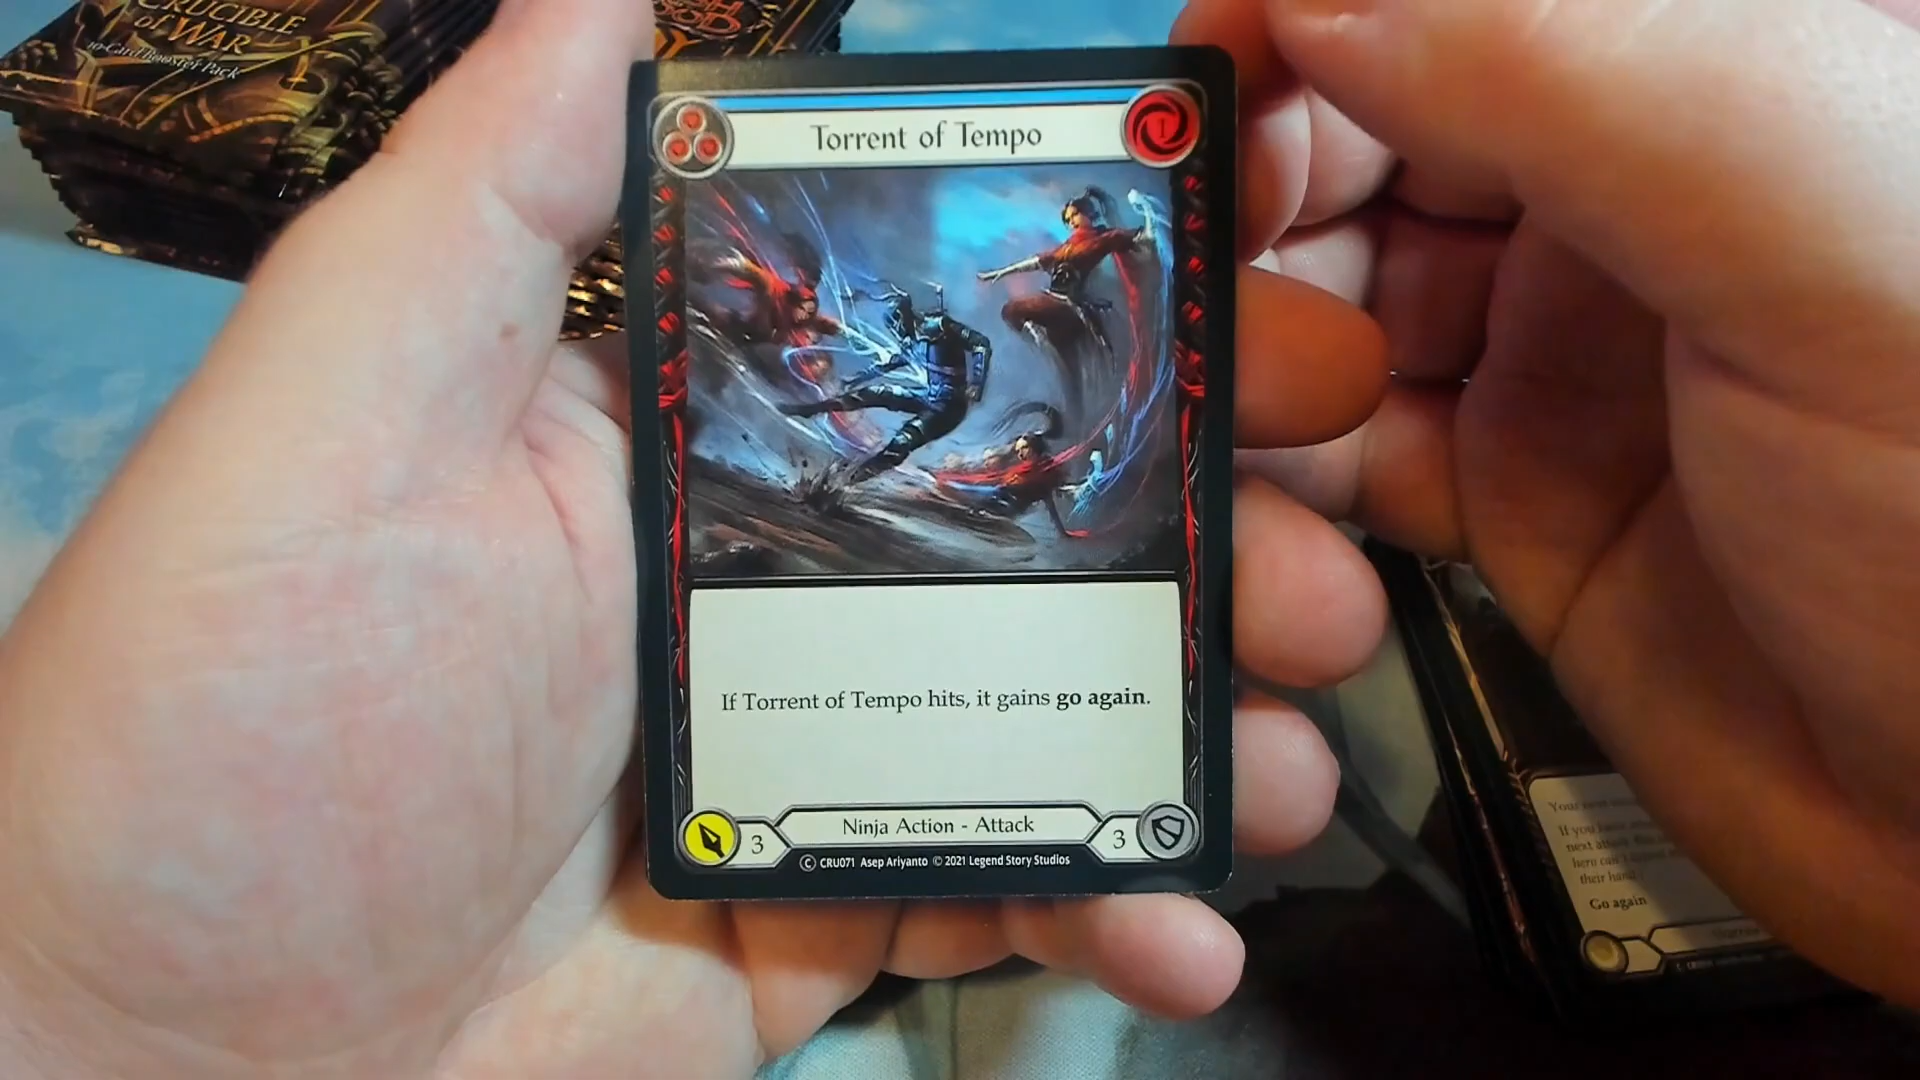 CRUCIBLE
of WAR
10-Card Booster Pack
Torrent of Tempo
1
If Torrent of Tempo hits, it gains go again.
3
Ninja Action - Attack
3
C CRU071 Asep Ariyanto © 2021 Legend Story Studios
Your next
If you have
next attack
hero can't
their hand.
Go again